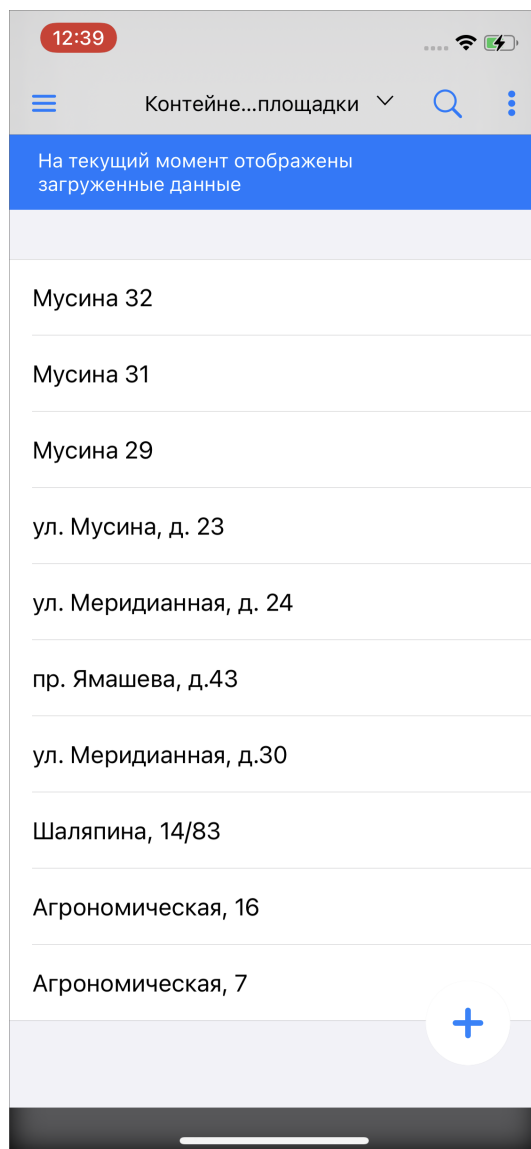 12:39
Контейне...площадки
На текущий момент отображены
загруженные данные
Мусина 32
Мусина 31
Мусина 29
ул. Мусина, д. 23
ул. Меридианная, д. 24
пр. Ямашева, д.43
ул. Меридианная, д.30
Шаляпина, 14/83
Агрономическая, 16
Агрономическая, 7